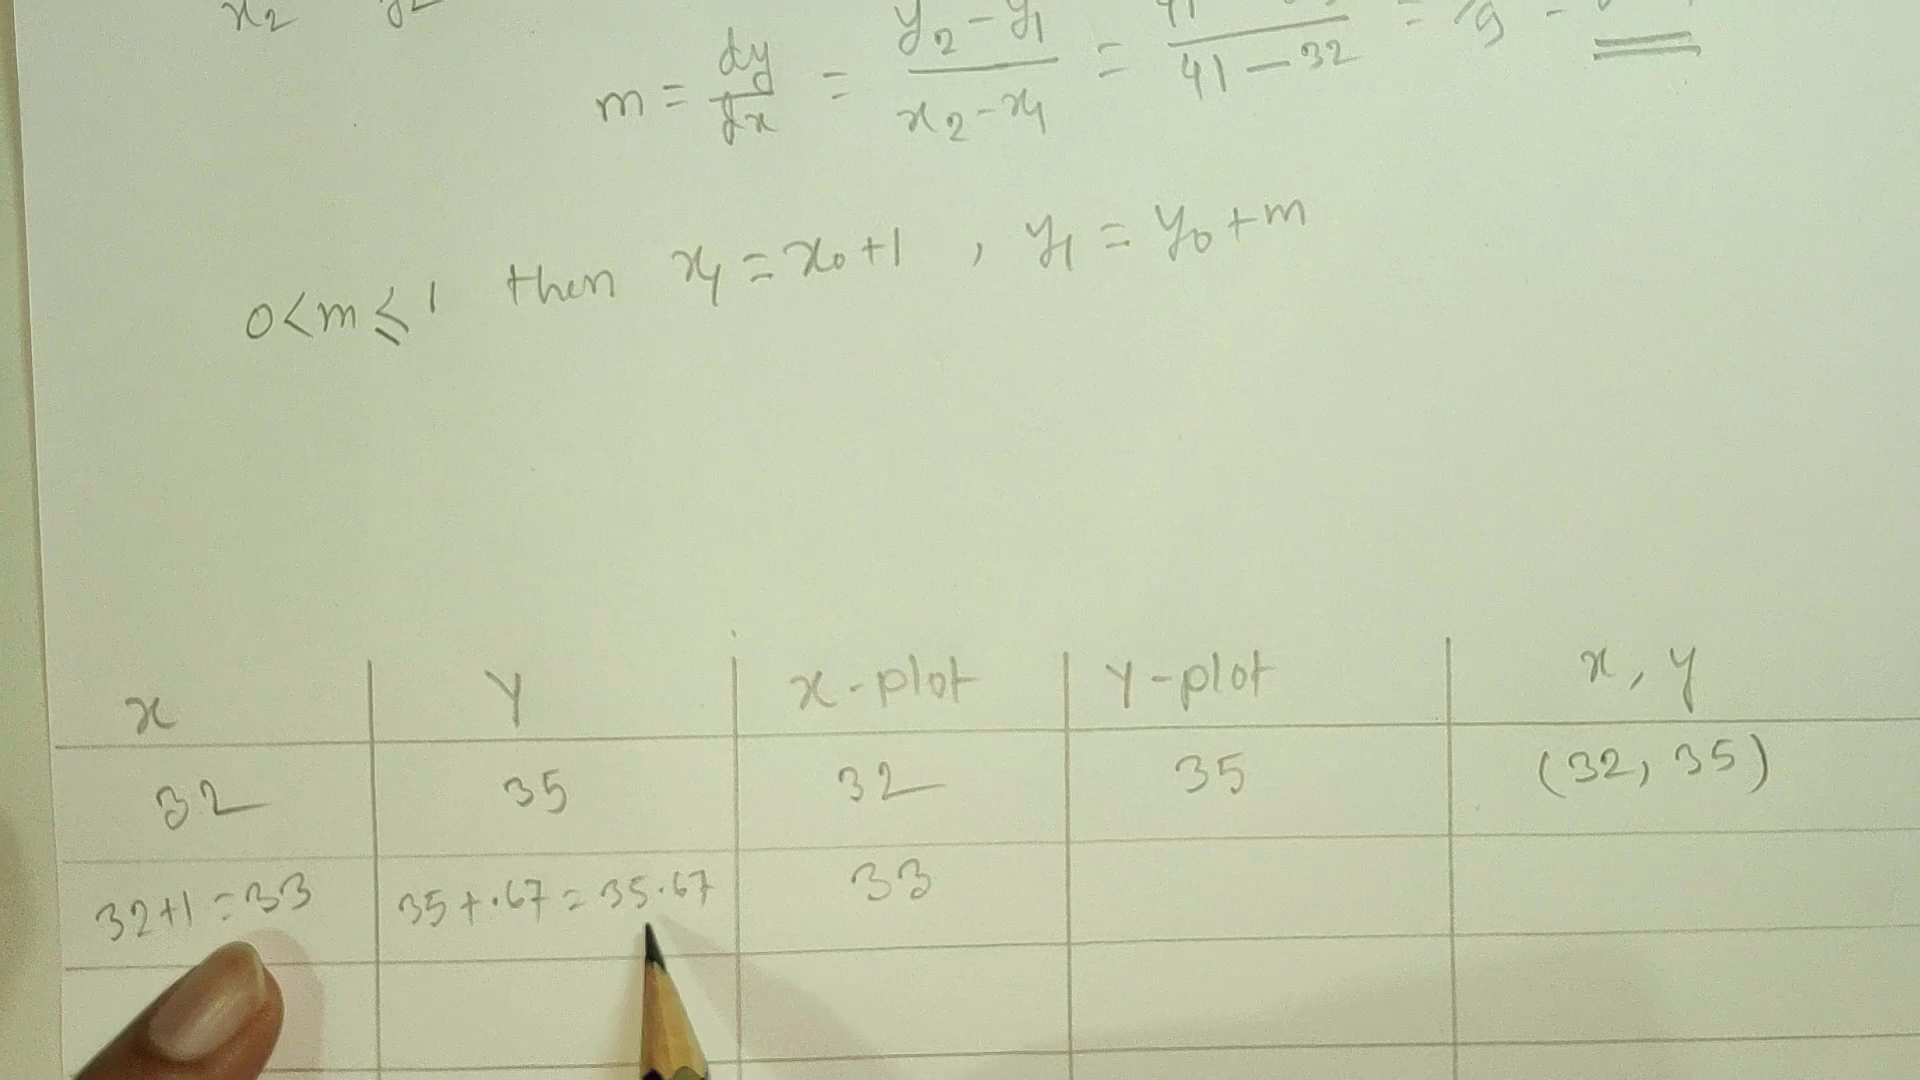 x2
m = dy/dx = y2 - y1 / x2 - x1 = / 41 - 32 = =
0 < m ≤ 1 then x1 = x0 + 1 , y1 = y0 + m
x Y x-plot Y-plot x, y
32 35 32 35 (32, 35)
32+1 = 33 35 + .67 = 35.67 33